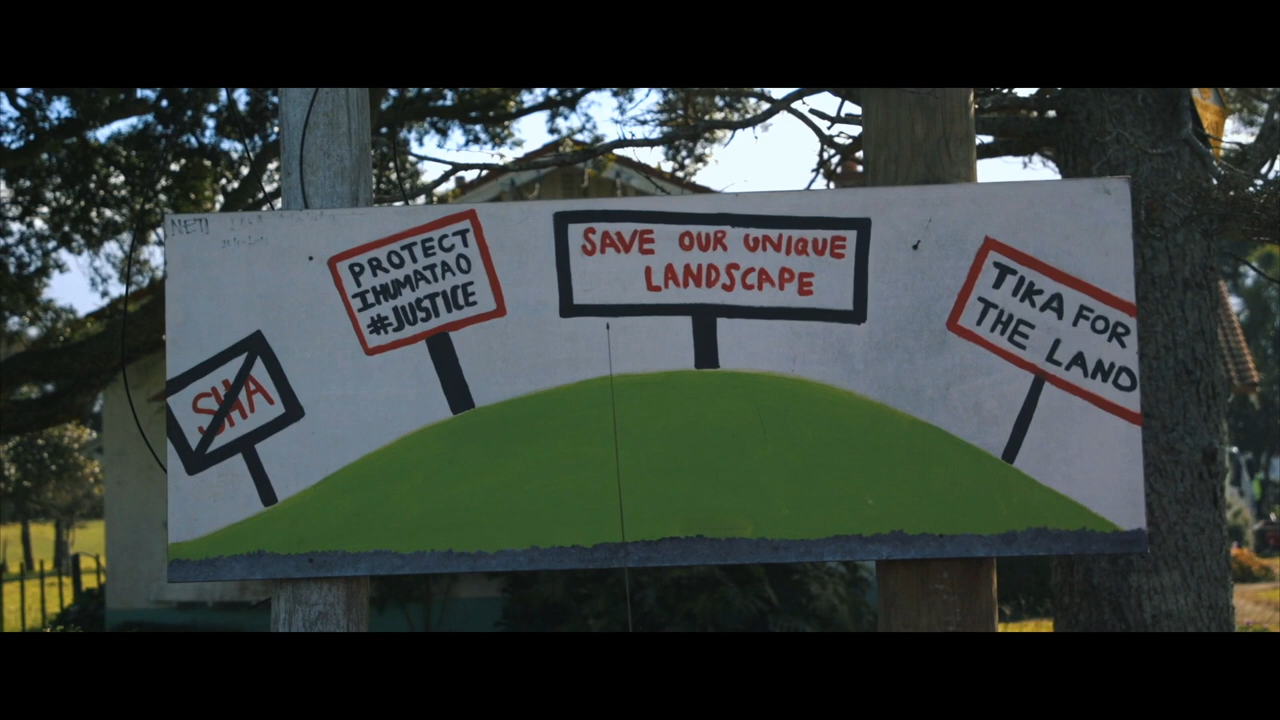 SHA
PROTECT
IHUMATAO
#JUSTICE
SAVE OUR UNIQUE
LANDSCAPE
TIKA FOR
THE LAND